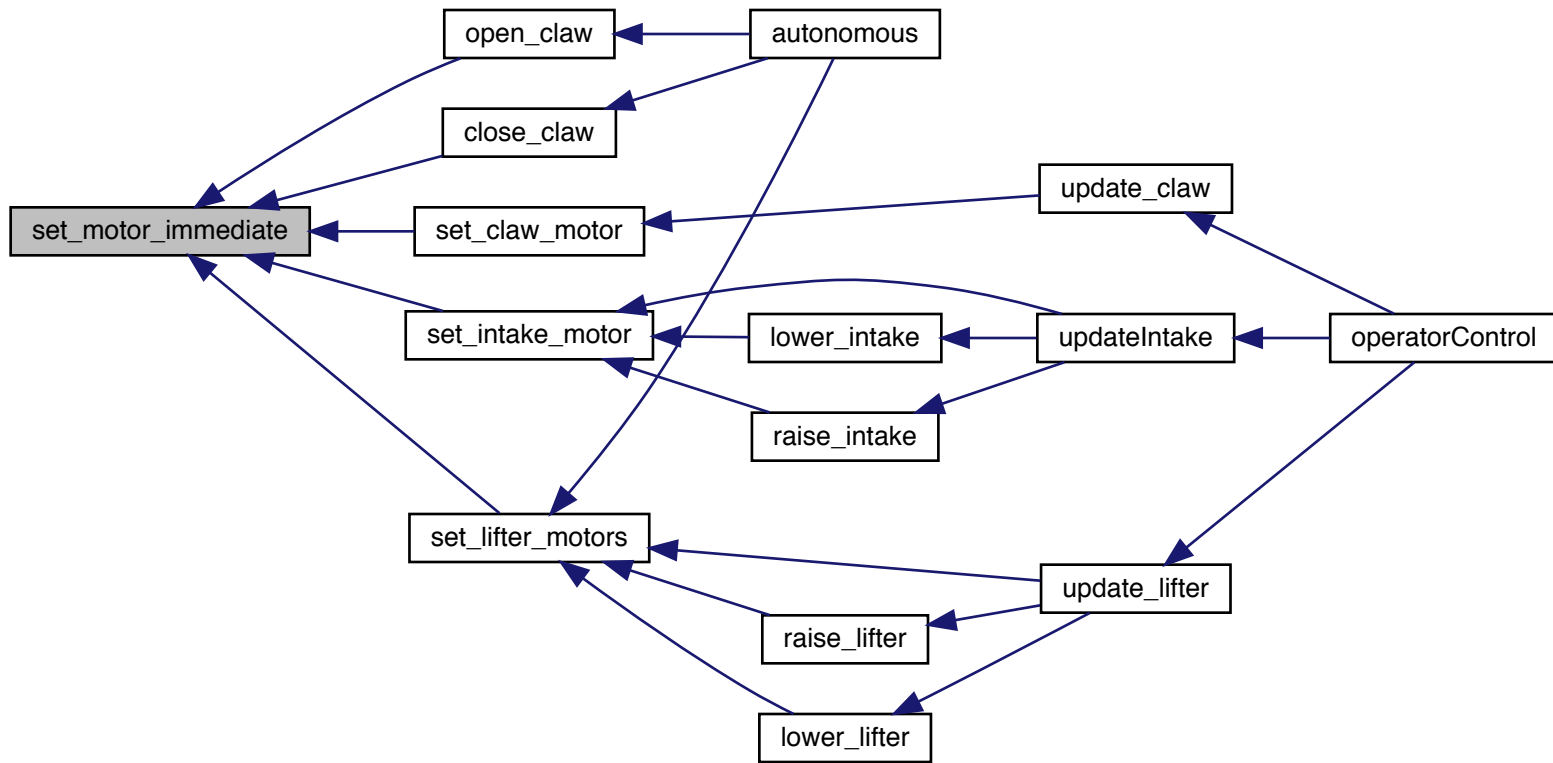 open_claw
autonomous
close_claw
update_claw
set_motor_immediate
set_claw_motor
set_intake_motor
lower_intake
updateIntake
operatorControl
raise_intake
set_lifter_motors
update_lifter
raise_lifter
lower_lifter